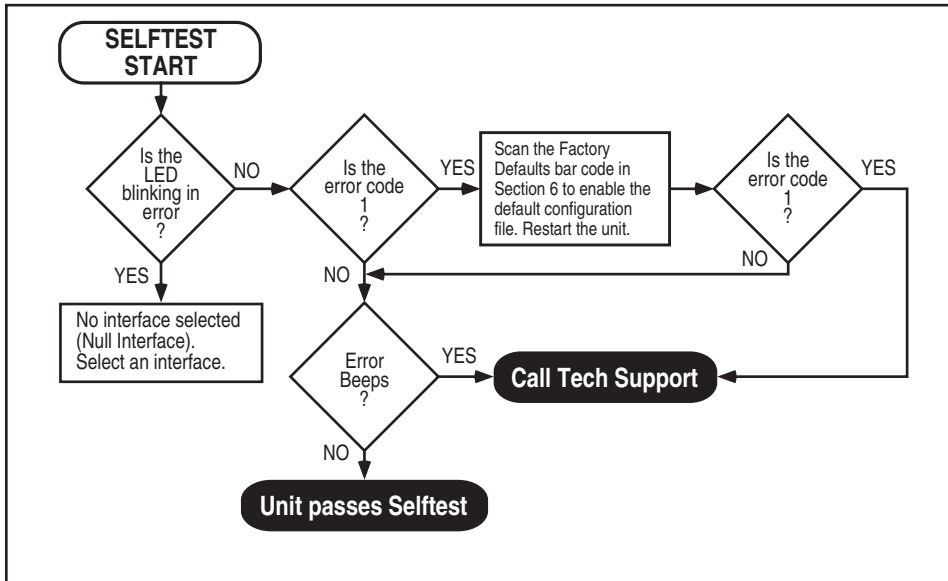 SELFTEST
START
Is the
LED
blinking in
error
?
NO
YES
No interface selected
(Null Interface).
Select an interface.
Is the
error code
1
?
YES
NO
Scan the Factory
Defaults bar code in
Section 6 to enable the
default configuration
file. Restart the unit.
Is the
error code
1
?
YES
NO
Error
Beeps
?
YES
NO
Call Tech Support
Unit passes Selftest